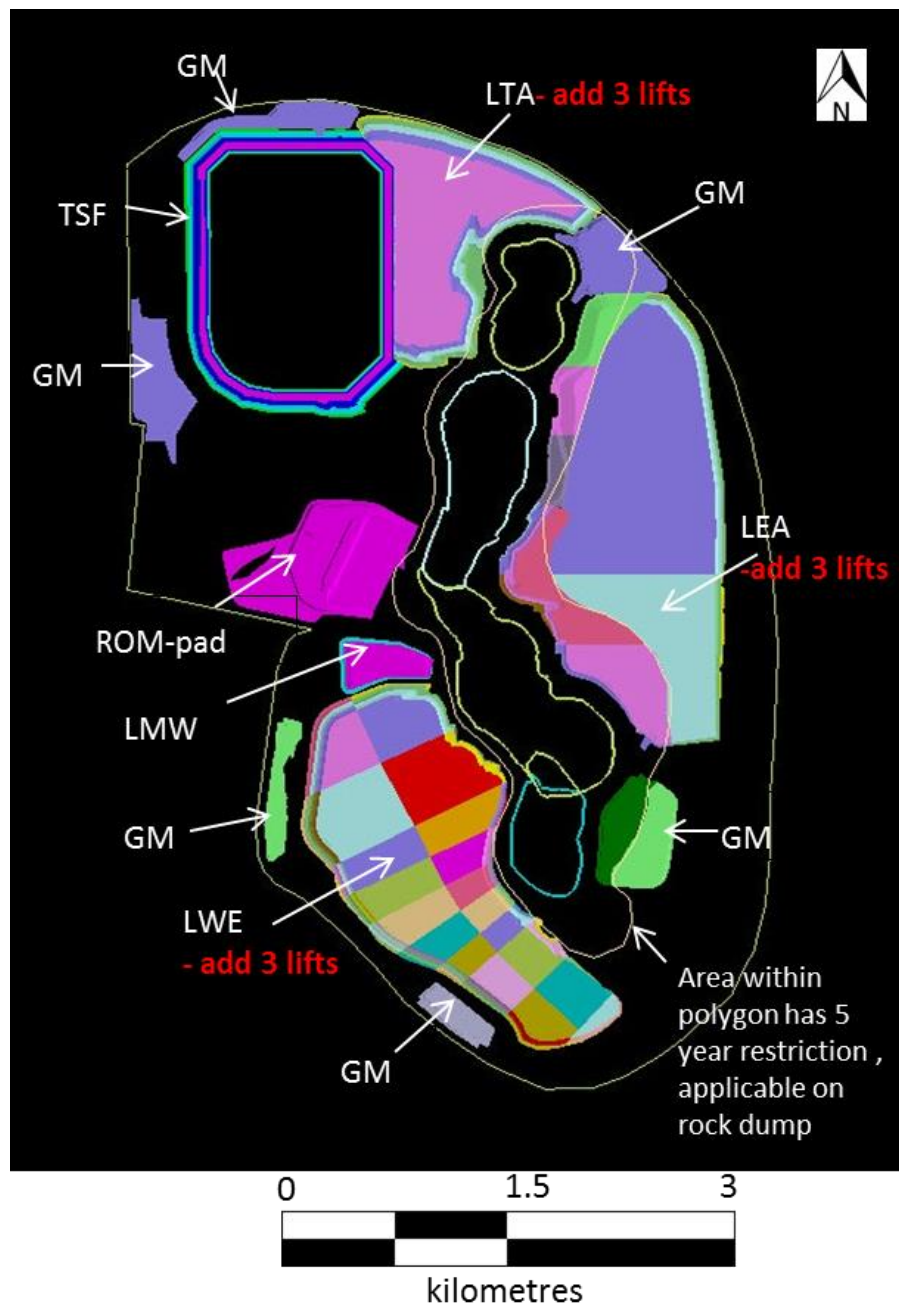 GM
LTA- add 3 lifts
N
GM
TSF
GM
LEA
-add 3 lifts
ROM-pad
LMW
GM
GM
LWE
- add 3 lifts
Area within
polygon has 5
year restriction ,
applicable on
rock dump
GM
0 1.5 3
kilometres